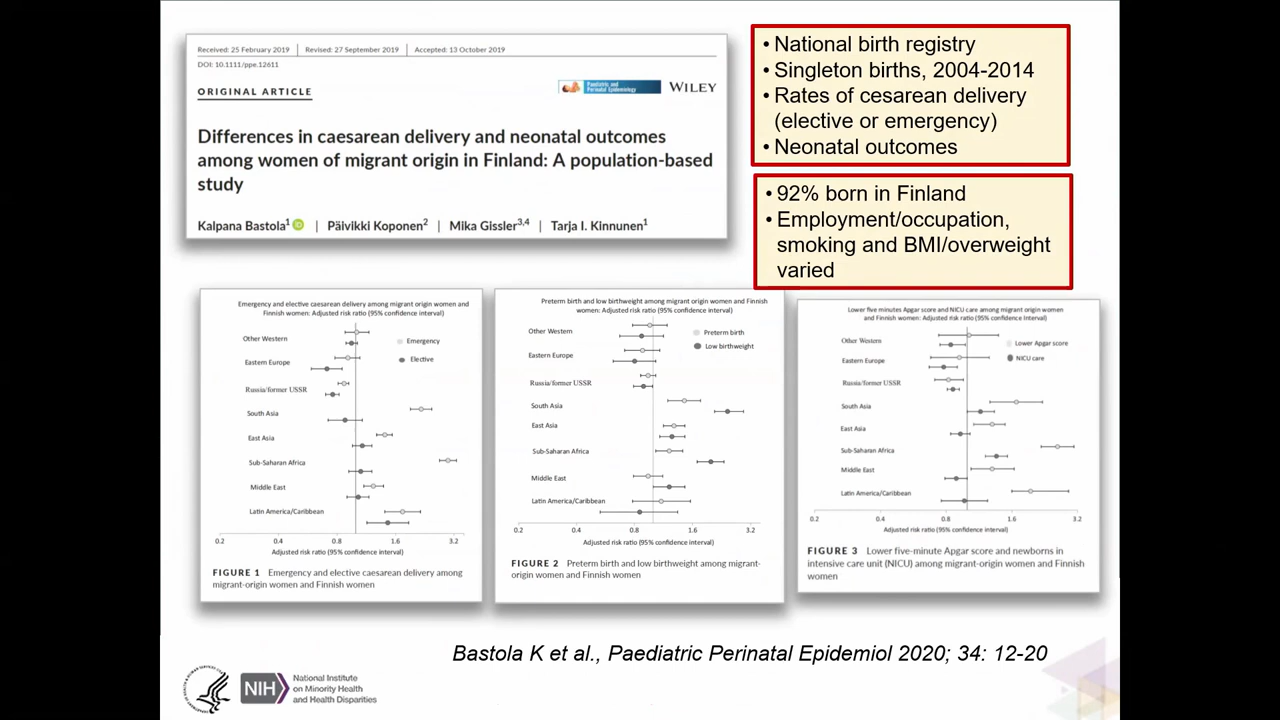 Received: 25 February 2019 | Revised: 27 September 2019 | Accepted: 13 October 2019
DOI: 10.1111/ppe.12611
ORIGINAL ARTICLE
Paediatric and
Perinatal Epidemiology
WILEY
Differences in caesarean delivery and neonatal outcomes
among women of migrant origin in Finland: A population-based
study
Kalpana Bastola1 | Päivikki Koponen2 | Mika Gissler3,4 | Tarja I. Kinnunen1
• National birth registry
• Singleton births, 2004-2014
• Rates of cesarean delivery
(elective or emergency)
• Neonatal outcomes
• 92% born in Finland
• Employment/occupation,
smoking and BMI/overweight
varied
Emergency and elective caesarean delivery among migrant origin women and
Finnish women: Adjusted risk ratio (95% confidence interval)
Other Western
Emergency
Elective
Eastern Europe
Russia/former USSR
South Asia
East Asia
Sub-Saharan Africa
Middle East
Latin America/Caribbean
0.2 0.4 0.8 1.6 3.2
Adjusted risk ratio (95% confidence interval)
FIGURE 1 Emergency and elective caesarean delivery among
migrant-origin women and Finnish women
Preterm birth and low birthweight among migrant origin women and Finnish
women: Adjusted risk ratio (95% confidence interval)
Other Western
Preterm birth
Low birthweight
Eastern Europe
Russia/former USSR
South Asia
East Asia
Sub-Saharan Africa
Middle East
Latin America/Caribbean
0.2 0.4 0.8 1.6 3.2
Adjusted risk ratio (95% confidence interval)
FIGURE 2 Preterm birth and low birthweight among migrant-
origin women and Finnish women
Lower five minutes Apgar score and NICU care among migrant origin women
and Finnish women: Adjusted risk ratio (95% confidence Interval)
Other Western
Lower Apgar score
NICU care
Eastern Europe
Russia/former USSR
South Asia
East Asia
Sub-Saharan Africa
Middle East
Latin America/Caribbean
0.2 0.4 0.8 1.6 3.2
Adjusted risk ratio (95% confidence interval)
FIGURE 3 Lower five-minute Apgar score and newborns in
intensive care unit (NICU) among migrant-origin women and Finnish
women
Bastola K et al., Paediatric Perinatal Epidemiol 2020; 34: 12-20
NIH
National Institute
on Minority Health
and Health Disparities